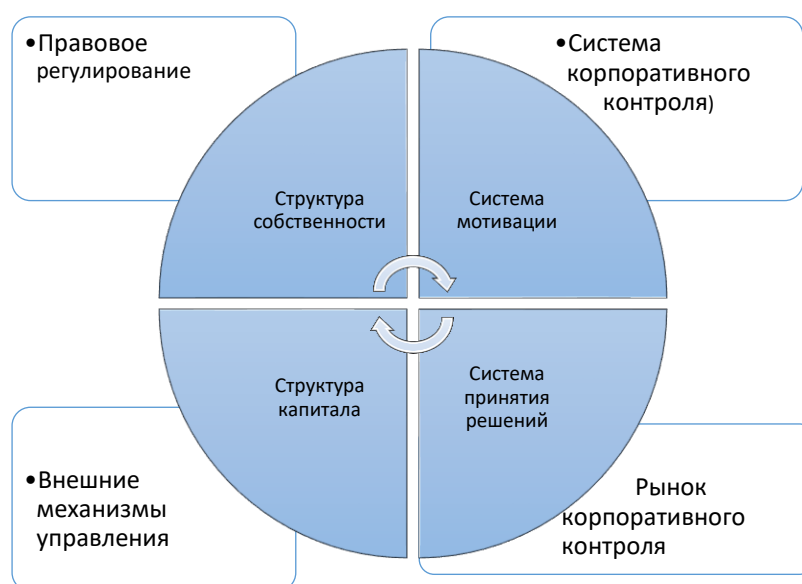 •Правовое
регулирование
•Система
корпоративного
контроля)
Структура
собственности
Система
мотивации
Структура
капитала
Система
принятия
решений
•Внешние
механизмы
управления
Рынок
корпоративного
контроля